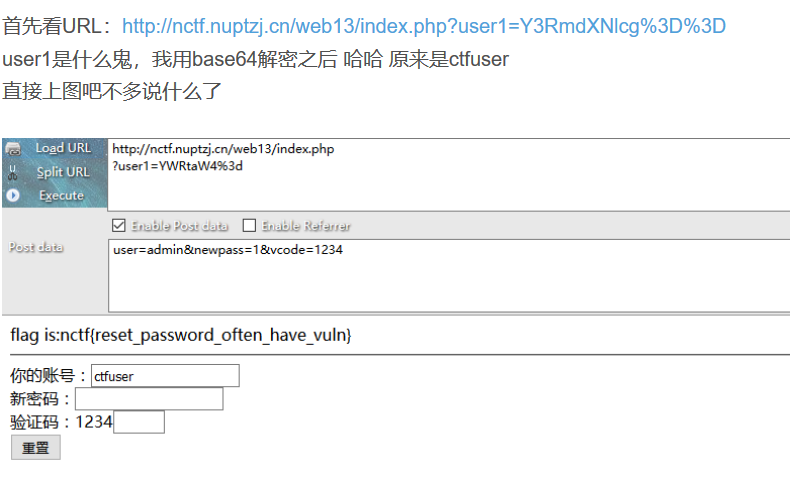 首先看URL：http://nctf.nuptzj.cn/web13/index.php?user1=Y3RmdXNlcg%3D%3D
user1是什么鬼，我用base64解密之后 哈哈 原来是ctfuser
直接上图吧不多说什么了
Load URL
http://nctf.nuptzj.cn/web13/index.php
?user1=YWRtaW4%3d
Split URL
Execute
Enable Post data Enable Referrer
Post data
user=admin&newpass=1&vcode=1234
flag is:nctf{reset_password_often_have_vuln}
你的账号：ctfuser
新密码：
验证码：1234
重置